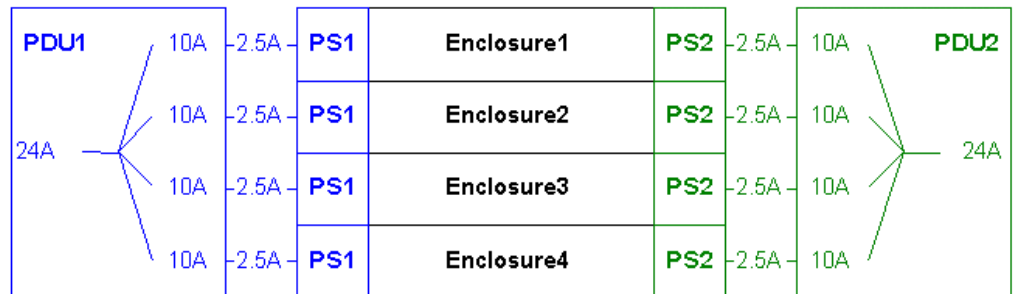 PDU1 10A 2.5A PS1 Enclosure1 PS2 2.5A 10A PDU2
10A 2.5A PS1 Enclosure2 PS2 2.5A 10A
24A 24A
10A 2.5A PS1 Enclosure3 PS2 2.5A 10A
10A 2.5A PS1 Enclosure4 PS2 2.5A 10A